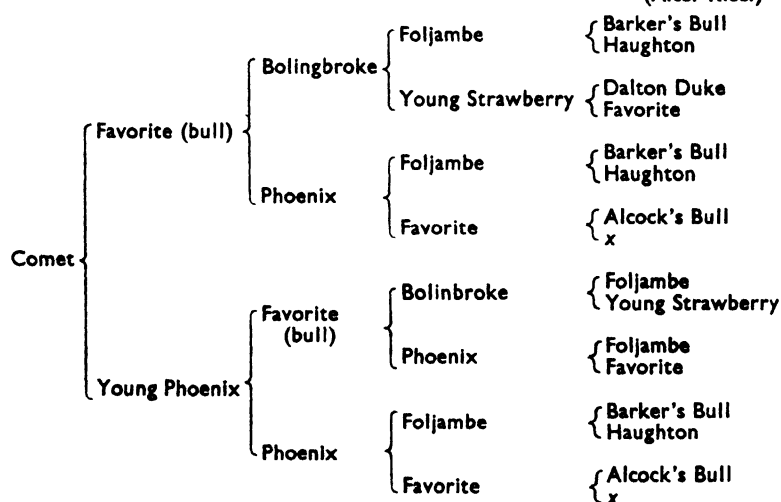 Foljambe
Barker's Bull
Haughton
Bolingbroke
Young Strawberry
Dalton Duke
Favorite
Favorite (bull)
Foljambe
Barker's Bull
Haughton
Phoenix
Favorite
Alcock's Bull
x
Comet
Bolinbroke
Foljambe
Young Strawberry
Favorite
(bull)
Phoenix
Foljambe
Favorite
Young Phoenix
Foljambe
Barker's Bull
Haughton
Phoenix
Favorite
Alcock's Bull
x